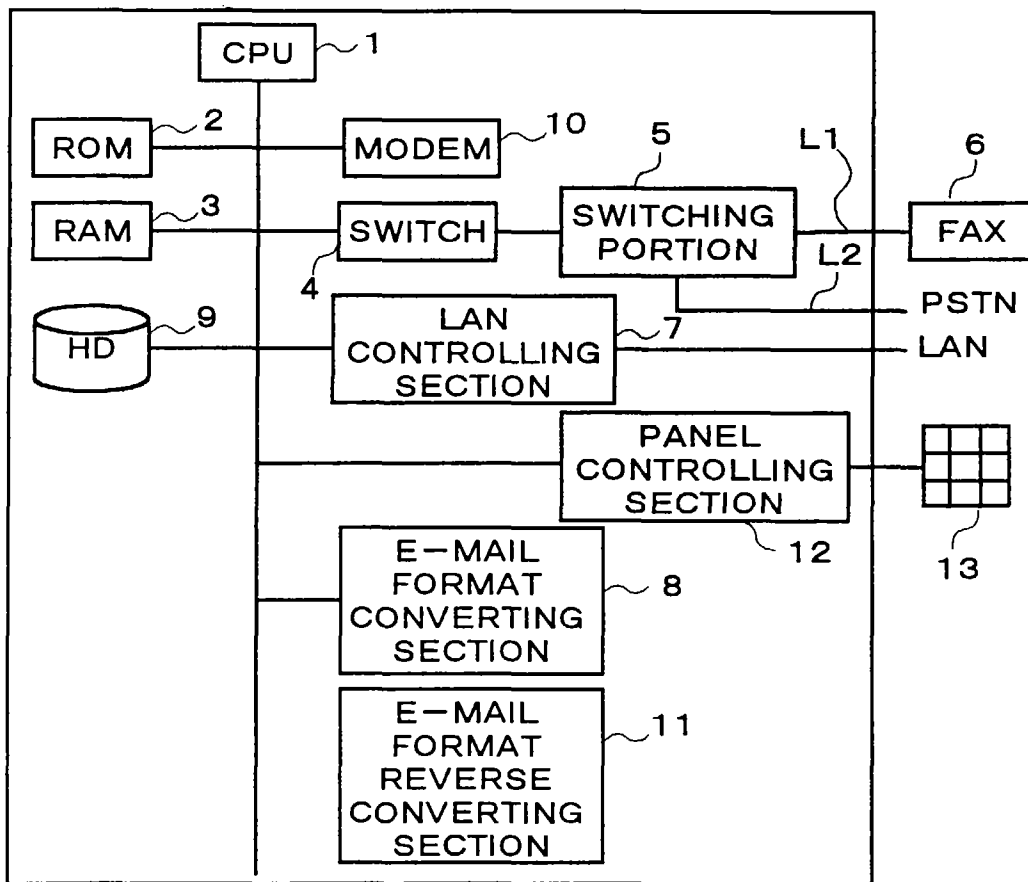 CPU
1
ROM
2
MODEM
10
RAM
3
SWITCH
4
5
SWITCHING
PORTION
L1
L2
6
FAX
PSTN
LAN
HD
9
LAN
CONTROLLING
SECTION
7
PANEL
CONTROLLING
SECTION
12
13
E-MAIL
FORMAT
CONVERTING
SECTION
8
E-MAIL
FORMAT
REVERSE
CONVERTING
SECTION
11